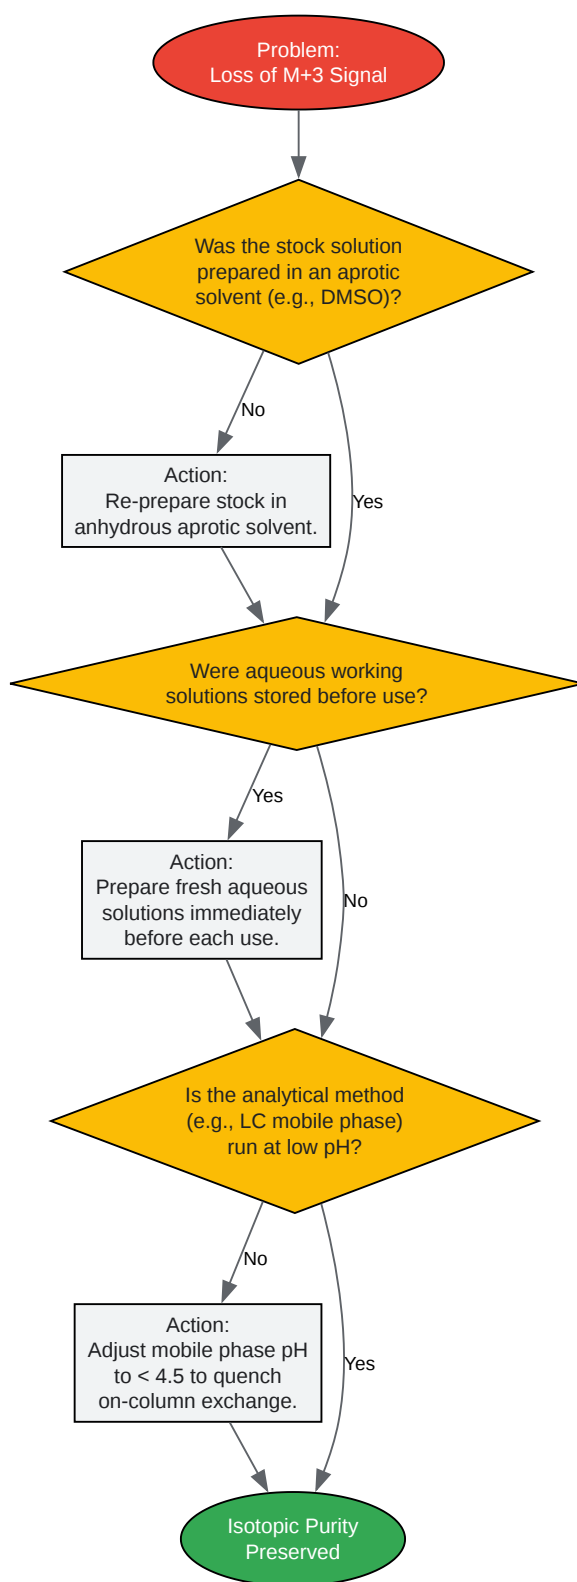 Problem:
Loss of M+3 Signal
Was the stock solution
prepared in an aprotic
solvent (e.g., DMSO)?
No
Action:
Re-prepare stock in
anhydrous aprotic solvent.
Yes
Were aqueous working
solutions stored before use?
Yes
Action:
Prepare fresh aqueous
solutions immediately
before each use.
No
Is the analytical method
(e.g., LC mobile phase)
run at low pH?
No
Action:
Adjust mobile phase pH
to < 4.5 to quench
on-column exchange.
Yes
Isotopic Purity
Preserved